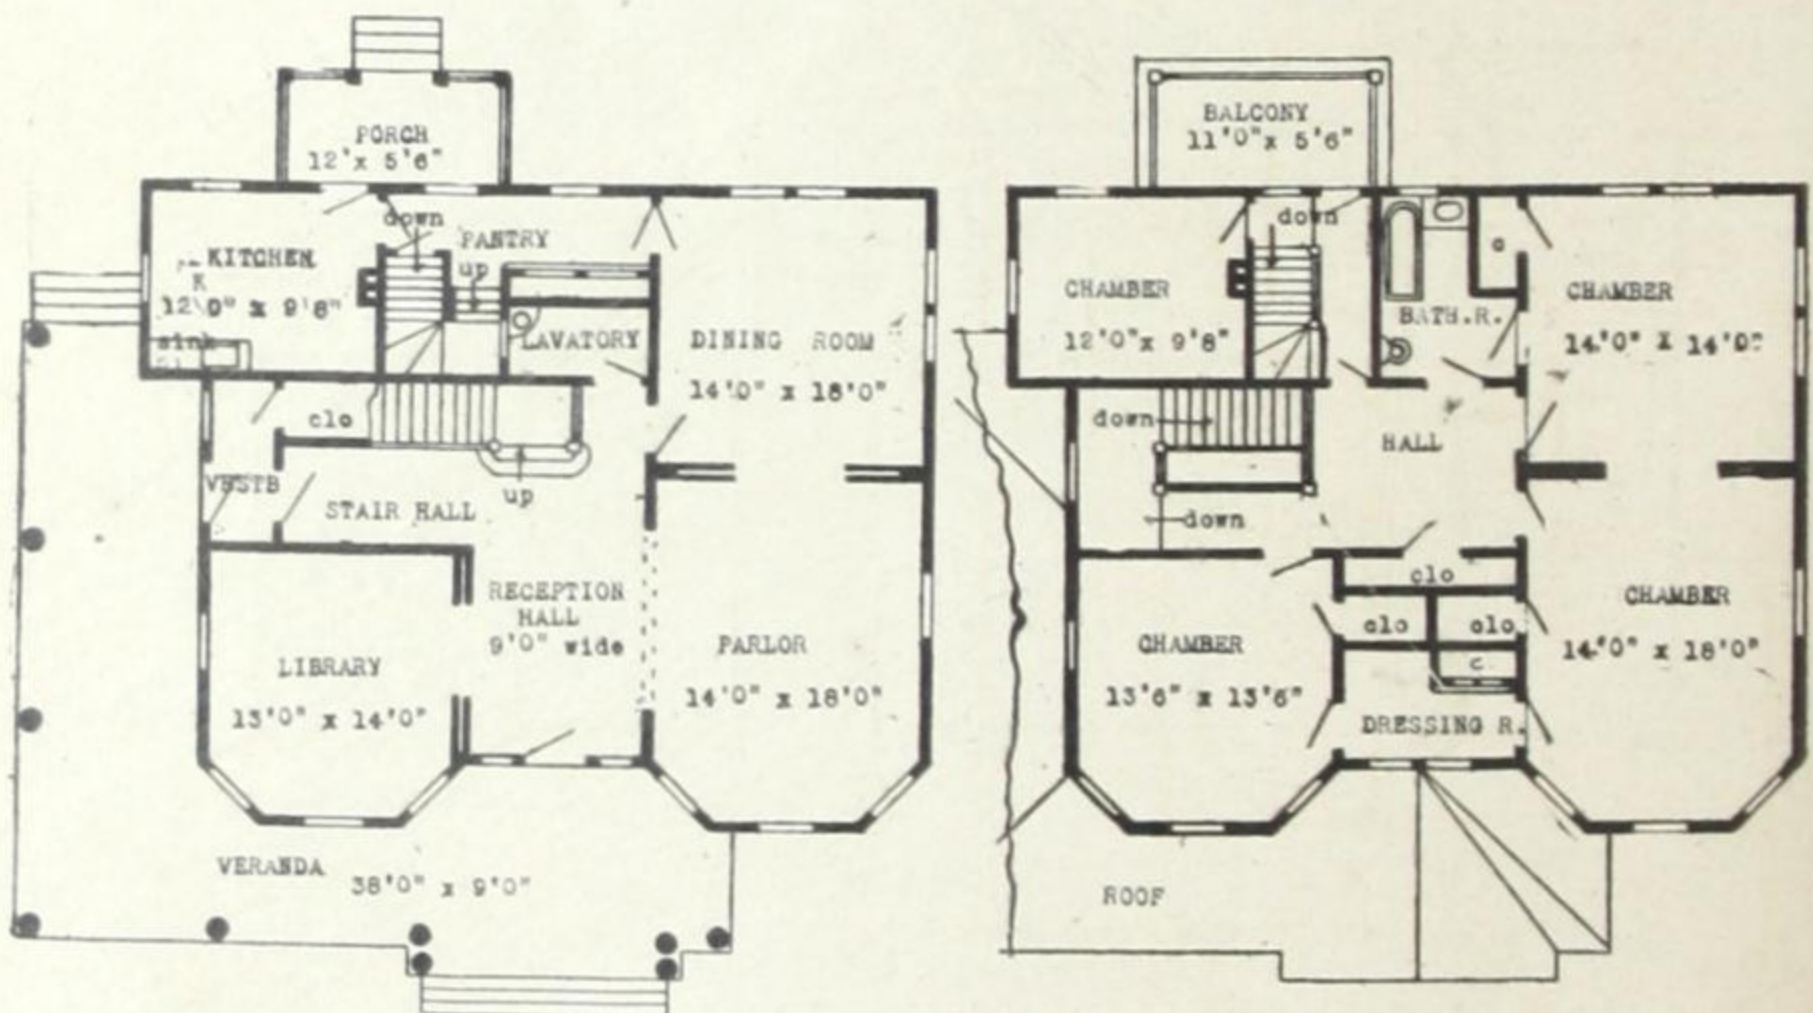 PORCH
12'x 5'6"
down
PANTRY
up
KITCHEN
12'0" x 9'8"
sink
LAVATORY
DINING ROOM
14'0" x 18'0"
clo
VESTB
up
STAIR HALL
RECEPTION
HALL
9'0" wide
LIBRARY
13'0" x 14'0"
PARLOR
14'0" x 18'0"
VERANDA 38'0" x 9'0"
BALCONY
11'0"x 5'6"
down
c
CHAMBER
12'0"x 9'8"
BATH.R.
CHAMBER
14'0" x 14'0"
down
HALL
down
clo
clo
clo
c
CHAMBER
13'6" x 13'6"
CHAMBER
14'0" x 18'0"
DRESSING R.
ROOF